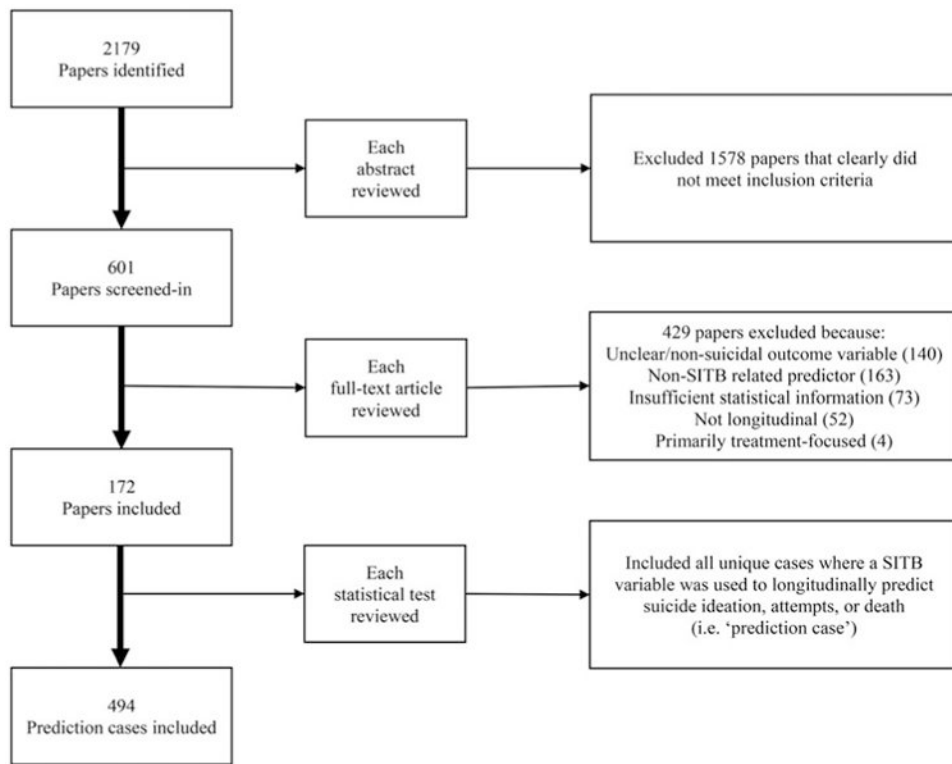 2179
Papers identified
Each
abstract
reviewed
Excluded 1578 papers that clearly did
not meet inclusion criteria
601
Papers screened-in
Each
full-text article
reviewed
429 papers excluded because:
Unclear/non-suicidal outcome variable (140)
Non-SITB related predictor (163)
Insufficient statistical information (73)
Not longitudinal (52)
Primarily treatment-focused (4)
172
Papers included
Each
statistical test
reviewed
Included all unique cases where a SITB
variable was used to longitudinally predict
suicide ideation, attempts, or death
(i.e. ‘prediction case’)
494
Prediction cases included